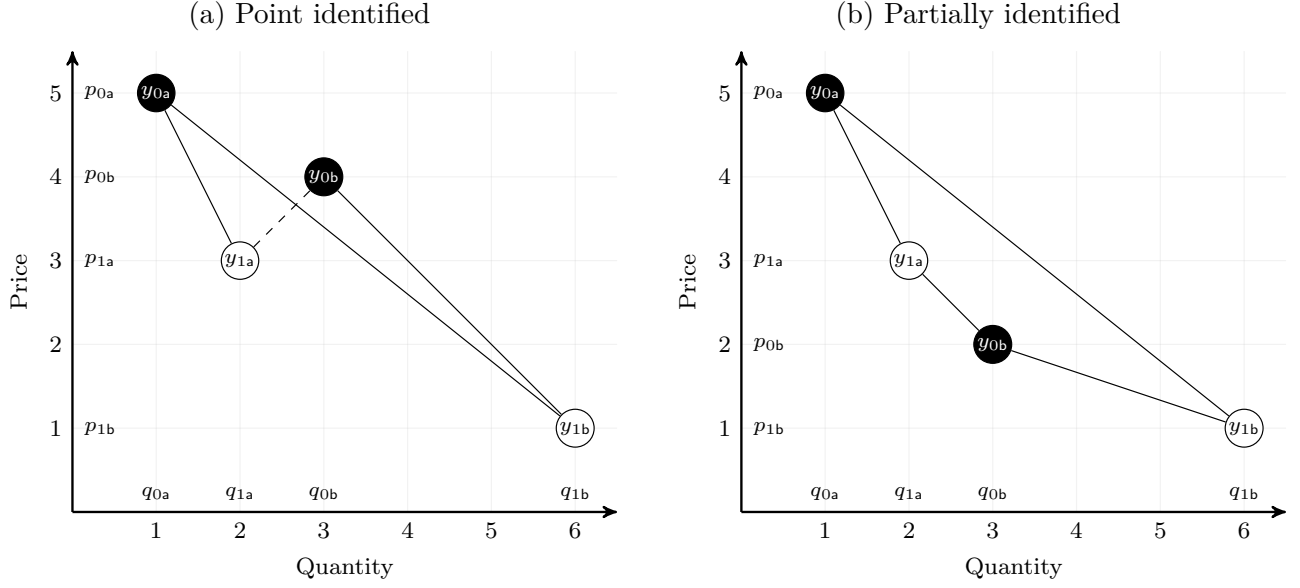 (a) Point identified
5
4
3
2
1
Price
p0a
p0b
p1a
p1b
y0a
y0b
y1a
y1b
q0a q1a q0b q1b
1 2 3 4 5 6
Quantity
(b) Partially identified
5
4
3
2
1
Price
p0a
p1a
p0b
p1b
y0a
y1a
y0b
y1b
q0a q1a q0b q1b
1 2 3 4 5 6
Quantity